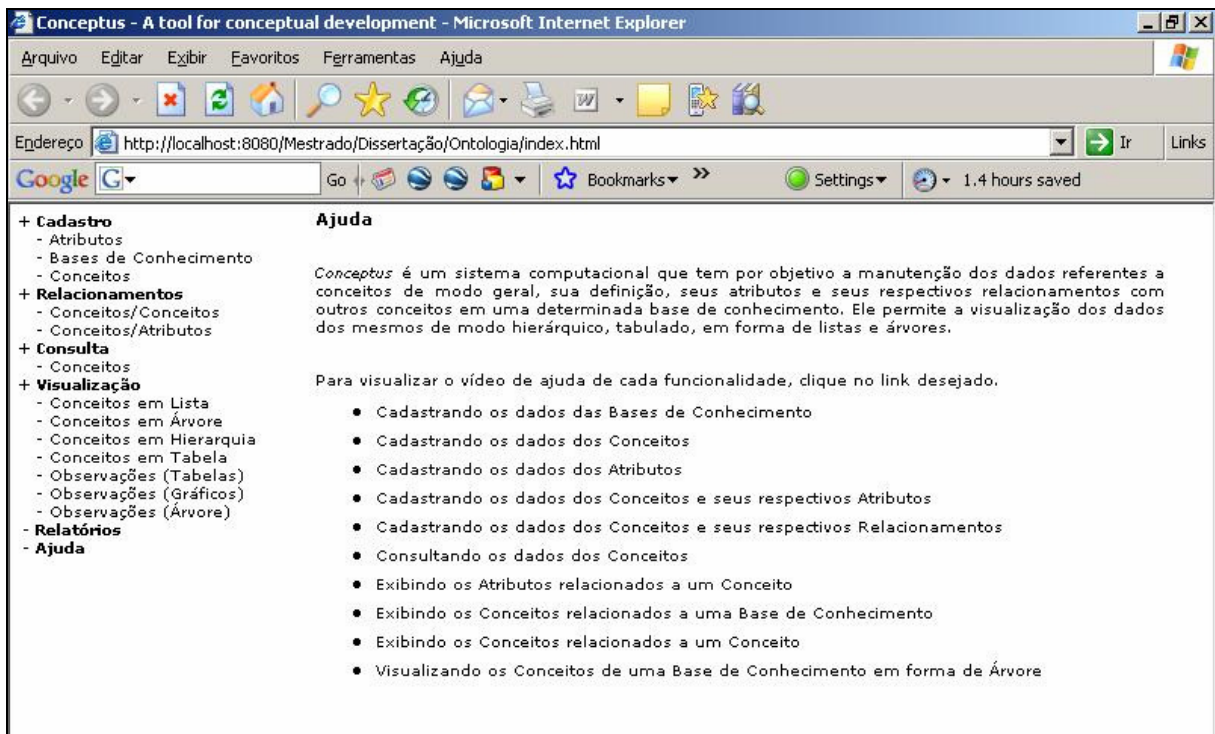 Conceptus - A tool for conceptual development - Microsoft Internet Explorer
Arquivo Editar Exibir Favoritos Ferramentas Ajuda
Endereço http://localhost:8080/Mestrado/Dissertação/Ontologia/index.html Ir Links
Google G Go Bookmarks » Settings 1.4 hours saved
+ Cadastro
- Atributos
- Bases de Conhecimento
- Conceitos
+ Relacionamentos
- Conceitos/Conceitos
- Conceitos/Atributos
+ Consulta
- Conceitos
+ Visualização
- Conceitos em Lista
- Conceitos em Árvore
- Conceitos em Hierarquia
- Conceitos em Tabela
- Observações (Tabelas)
- Observações (Gráficos)
- Observações (Árvore)
- Relatórios
- Ajuda
Ajuda
Conceptus é um sistema computacional que tem por objetivo a manutenção dos dados referentes a
conceitos de modo geral, sua definição, seus atributos e seus respectivos relacionamentos com
outros conceitos em uma determinada base de conhecimento. Ele permite a visualização dos dados
dos mesmos de modo hierárquico, tabulado, em forma de listas e árvores.
Para visualizar o vídeo de ajuda de cada funcionalidade, clique no link desejado.
• Cadastrando os dados das Bases de Conhecimento
• Cadastrando os dados dos Conceitos
• Cadastrando os dados dos Atributos
• Cadastrando os dados dos Conceitos e seus respectivos Atributos
• Cadastrando os dados dos Conceitos e seus respectivos Relacionamentos
• Consultando os dados dos Conceitos
• Exibindo os Atributos relacionados a um Conceito
• Exibindo os Conceitos relacionados a uma Base de Conhecimento
• Exibindo os Conceitos relacionados a um Conceito
• Visualizando os Conceitos de uma Base de Conhecimento em forma de Árvore